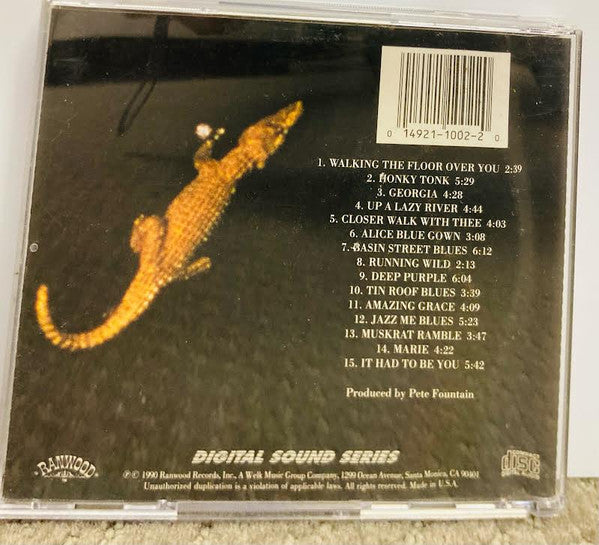 0 14921-1002-2 0
1. WALKING THE FLOOR OVER YOU 2:39
2. HONKY TONK 5:29
3. GEORGIA 4:28
4. UP A LAZY RIVER 4:44
5. CLOSER WALK WITH THEE 4:03
6. ALICE BLUE GOWN 3:08
7. BASIN STREET BLUES 6:12
8. RUNNING WILD 2:13
9. DEEP PURPLE 6:04
10. TIN ROOF BLUES 3:39
11. AMAZING GRACE 4:09
12. JAZZ ME BLUES 5:23
13. MUSKRAT RAMBLE 3:47
14. MARIE 4:22
15. IT HAD TO BE YOU 5:42
Produced by Pete Fountain
DIGITAL SOUND SERIES
RANWOOD
℗© 1990 Ranwood Records, Inc., A Welk Music Group Company, 1299 Ocean Avenue, Santa Monica, CA 90401
Unauthorized duplication is a violation of applicable laws. All rights reserved. Made in U.S.A.
disc